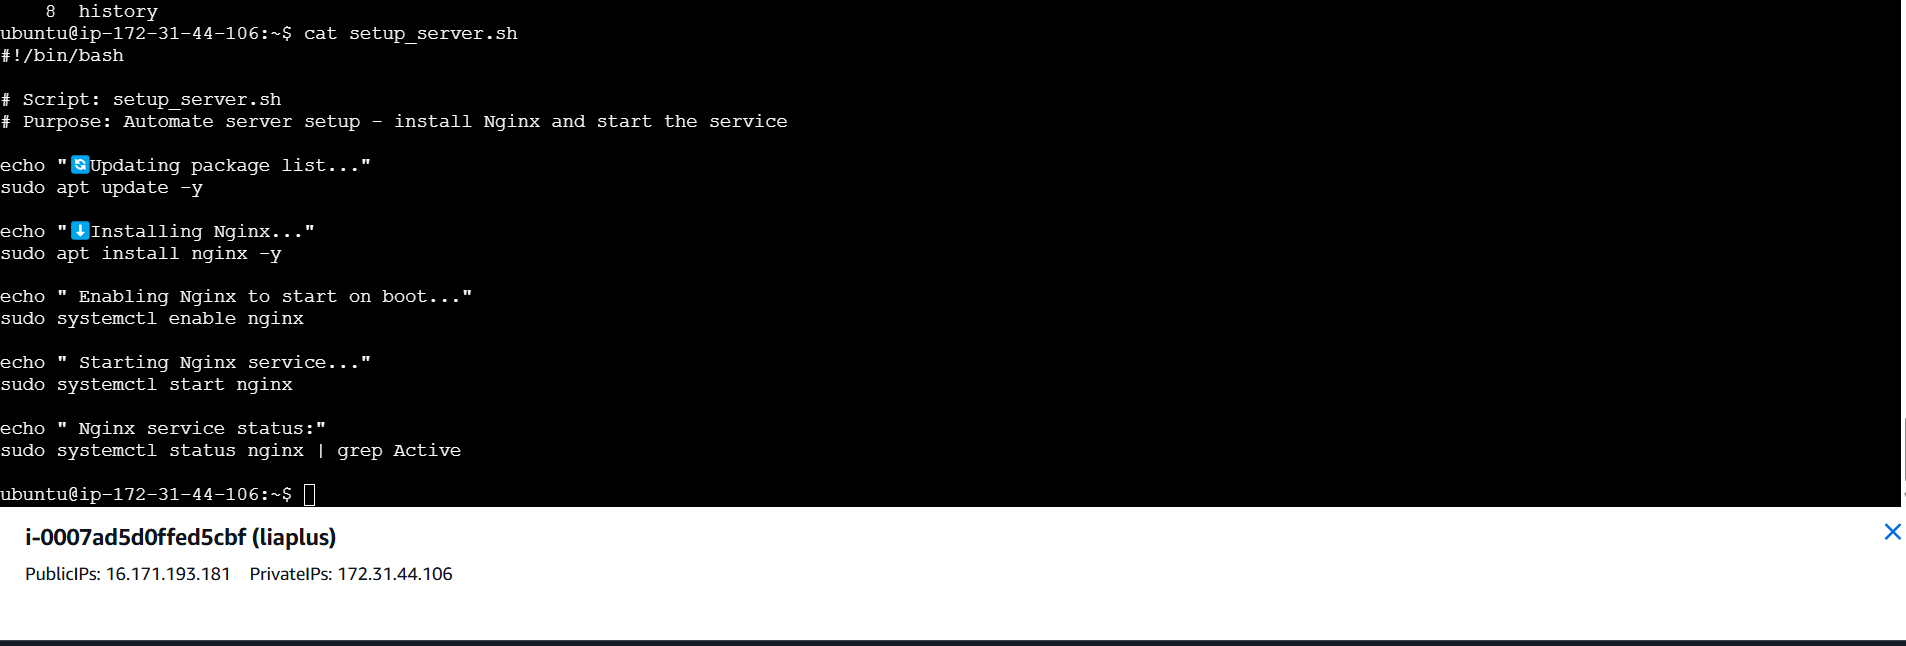 8  history
ubuntu@ip-172-31-44-106:~$ cat setup_server.sh
#!/bin/bash
# Script: setup_server.sh
# Purpose: Automate server setup - install Nginx and start the service
echo "🔄Updating package list..."
sudo apt update -y
echo "⬇️Installing Nginx..."
sudo apt install nginx -y
echo " Enabling Nginx to start on boot..."
sudo systemctl enable nginx
echo " Starting Nginx service..."
sudo systemctl start nginx
echo " Nginx service status:"
sudo systemctl status nginx | grep Active
ubuntu@ip-172-31-44-106:~$
i-0007ad5d0ffed5cbf (liaplus)
PublicIPs: 16.171.193.181 PrivateIPs: 172.31.44.106